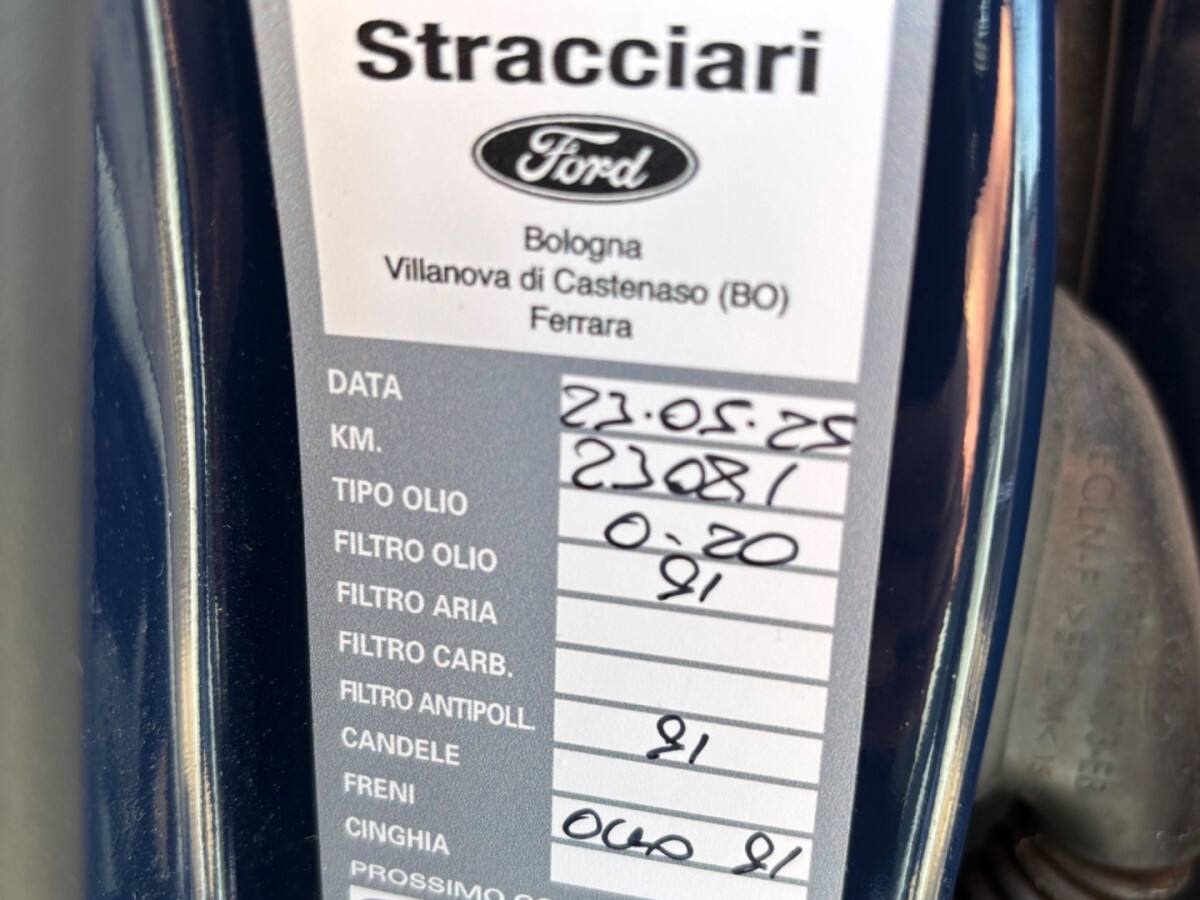 Stracciari
Ford
Bologna
Villanova di Castenaso (BO)
Ferrara
DATA 23.05.25
KM. 23081
TIPO OLIO 0-20
FILTRO OLIO SI
FILTRO ARIA
FILTRO CARB.
FILTRO ANTIPOLL. SI
CANDELE
FRENI OLIO SI
CINGHIA
PROSSIMO